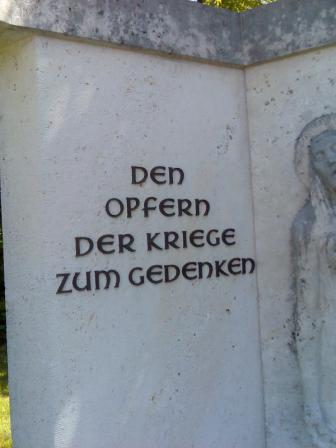 DEN
OPFERN
DER KRIEGE
ZUM GEDENKEN